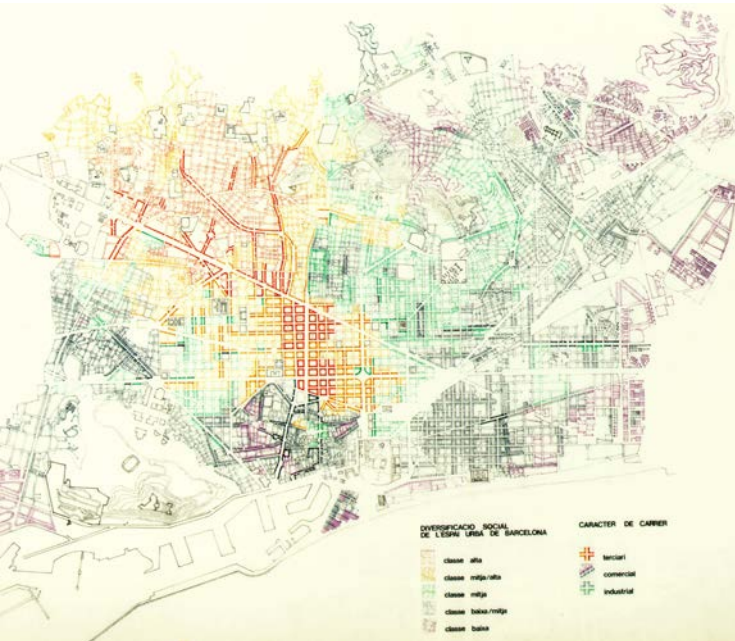 DIVERSIFICACIO SOCIAL
DE L'ESPAI URBÀ DE BARCELONA
classe alta
classe mitja/alta
classe mitja
classe baixa/mitja
classe baixa
CARACTER DE CARRER
terciari
comercial
industrial